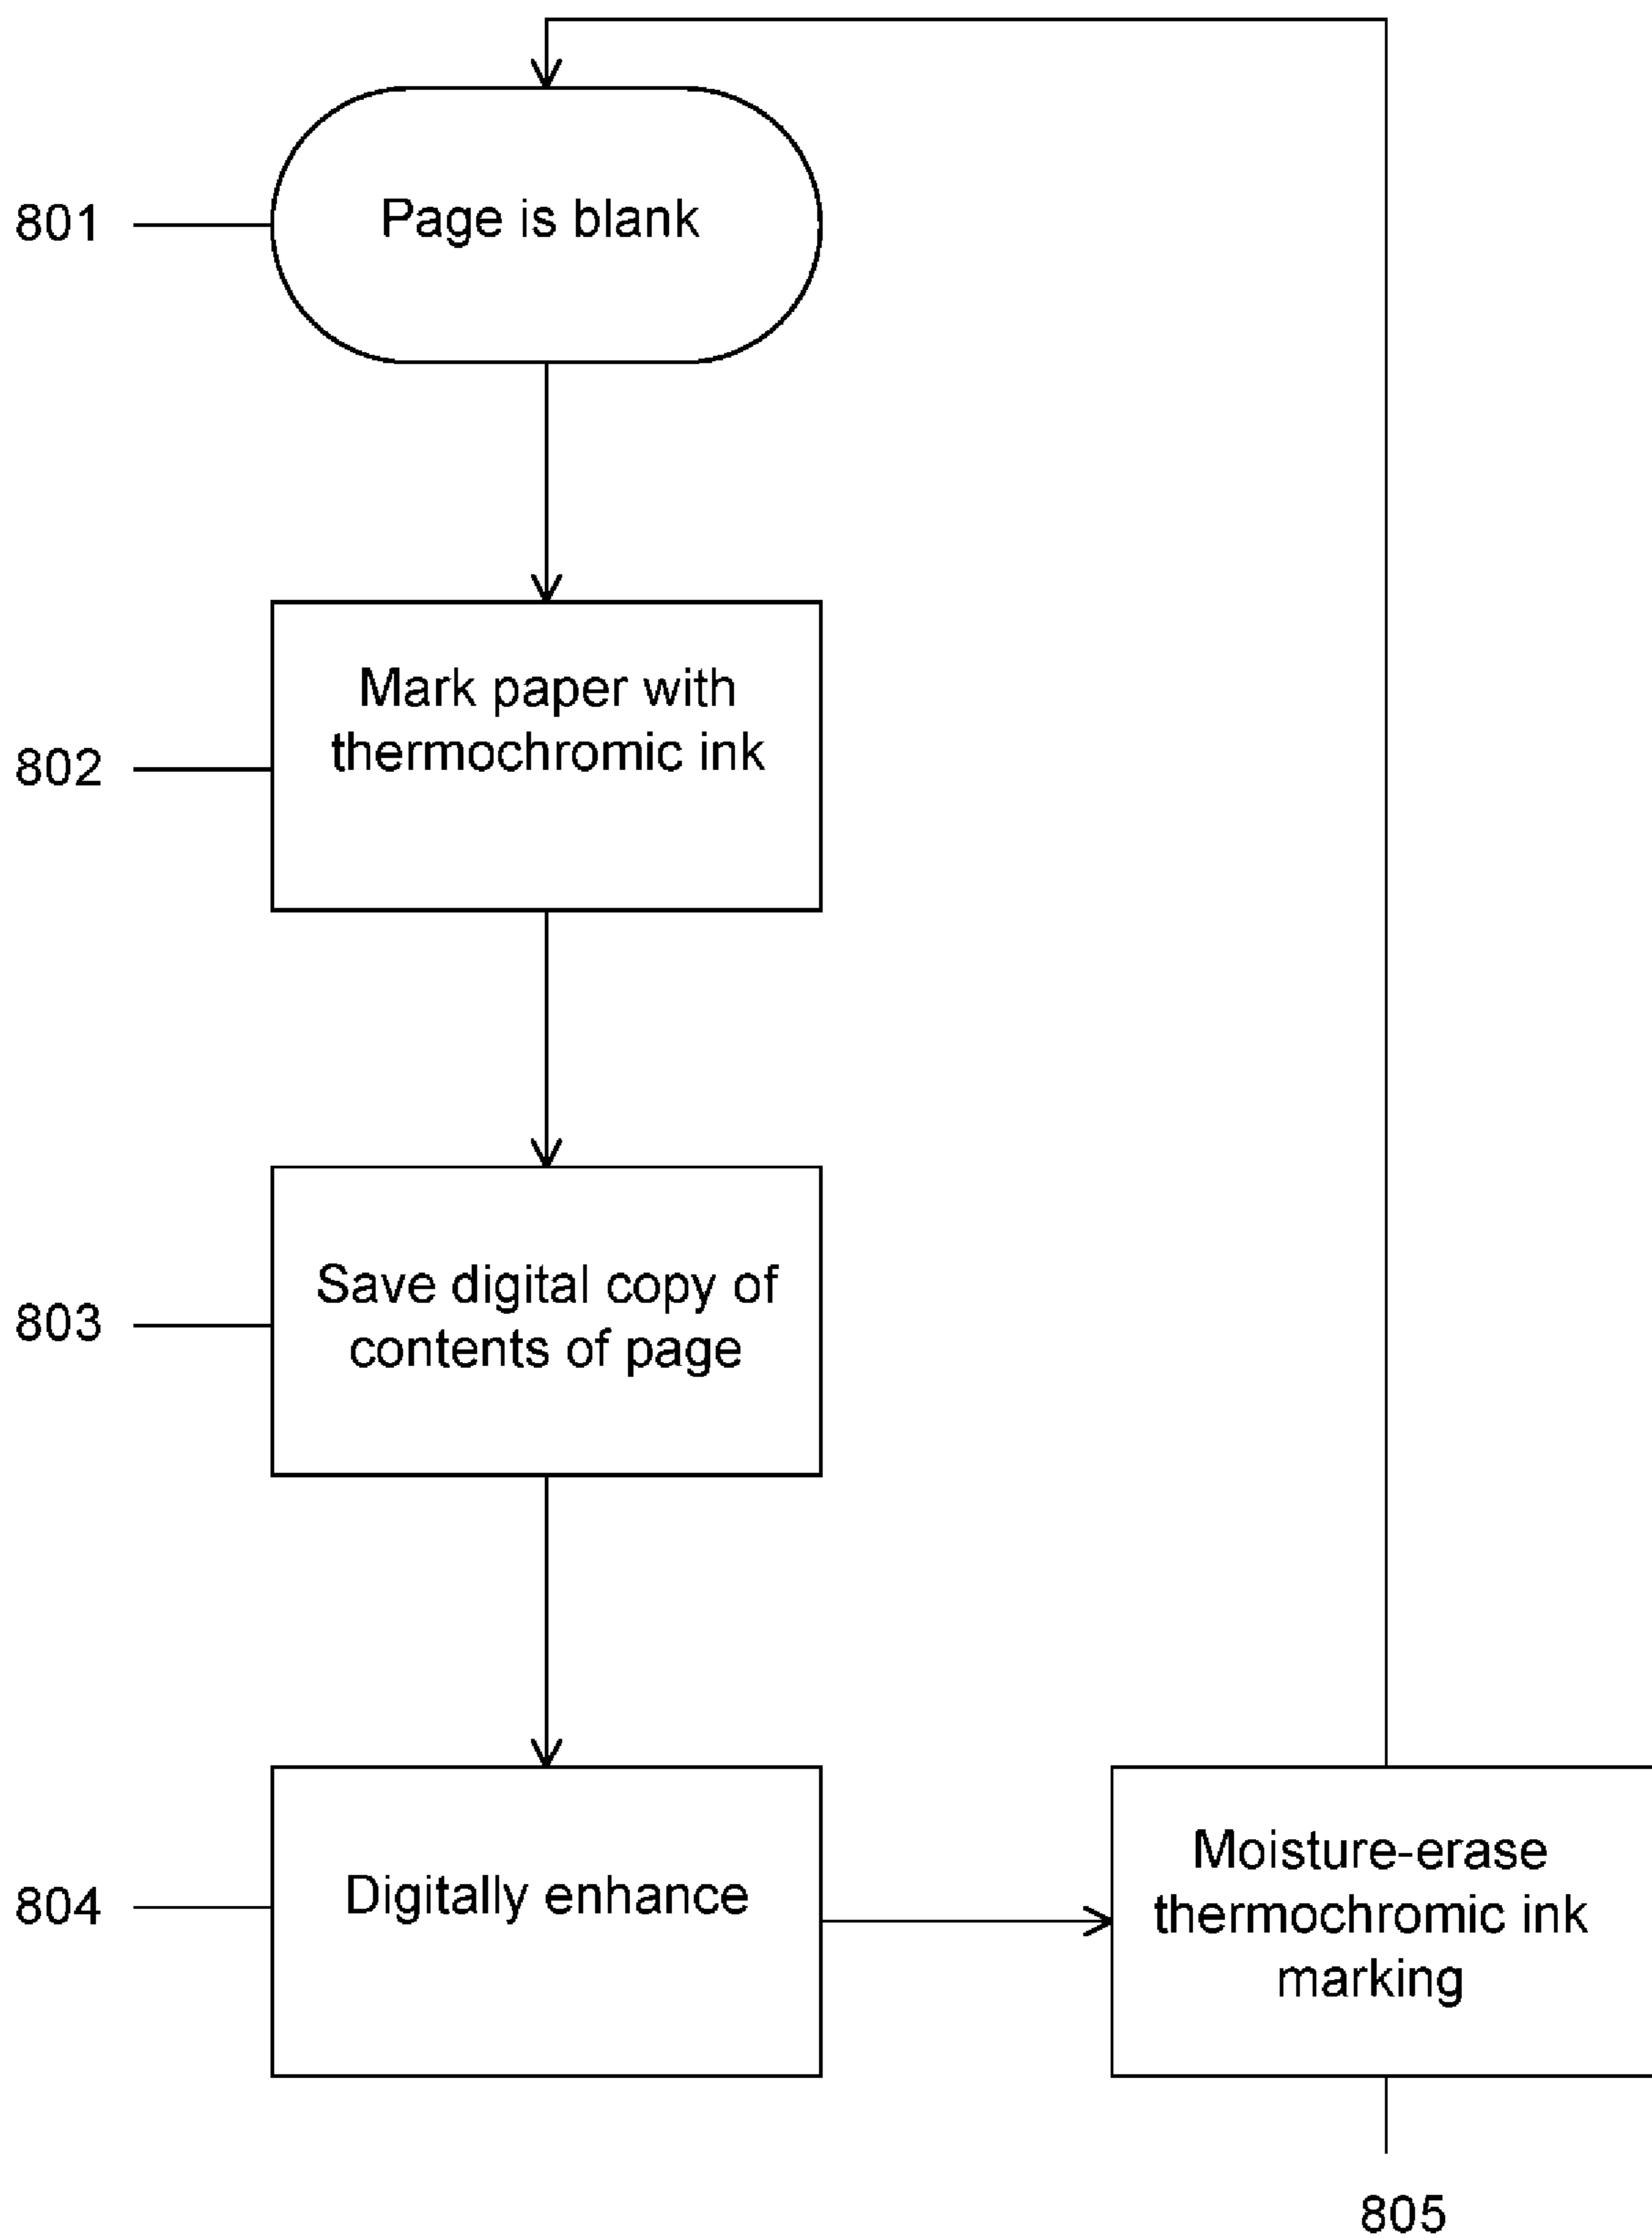 801
Page is blank
802
Mark paper with
thermochromic ink
803
Save digital copy of
contents of page
804
Digitally enhance
Moisture-erase
thermochromic ink
marking
805